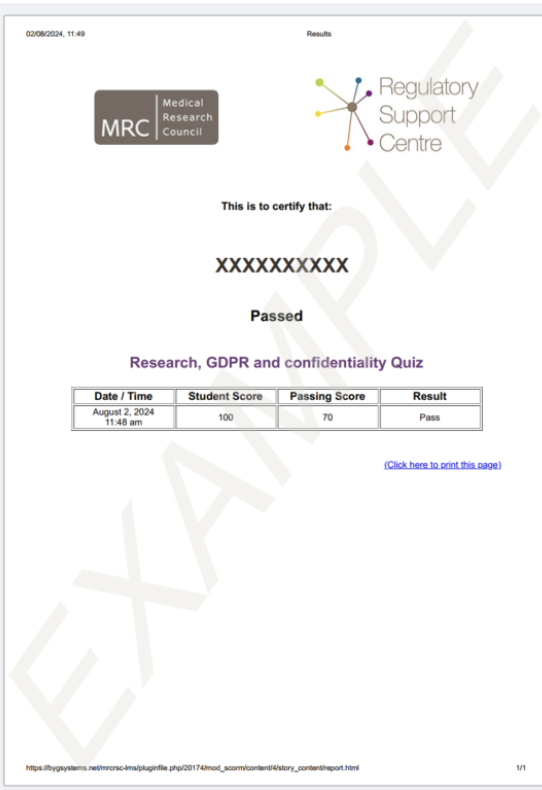 02/08/2024, 11:49 Results
MRC Medical Research Council
Regulatory
Support
Centre
This is to certify that:
XXXXXXXXXX
Passed
Research, GDPR and confidentiality Quiz
Date / Time Student Score Passing Score Result
August 2, 2024 11:48 am 100 70 Pass
(Click here to print this page)
EXAMPLE
https://bygsystems.net/mrcrsc-lms/pluginfile.php/20174/mod_scorm/content/4/story_content/report.html 1/1